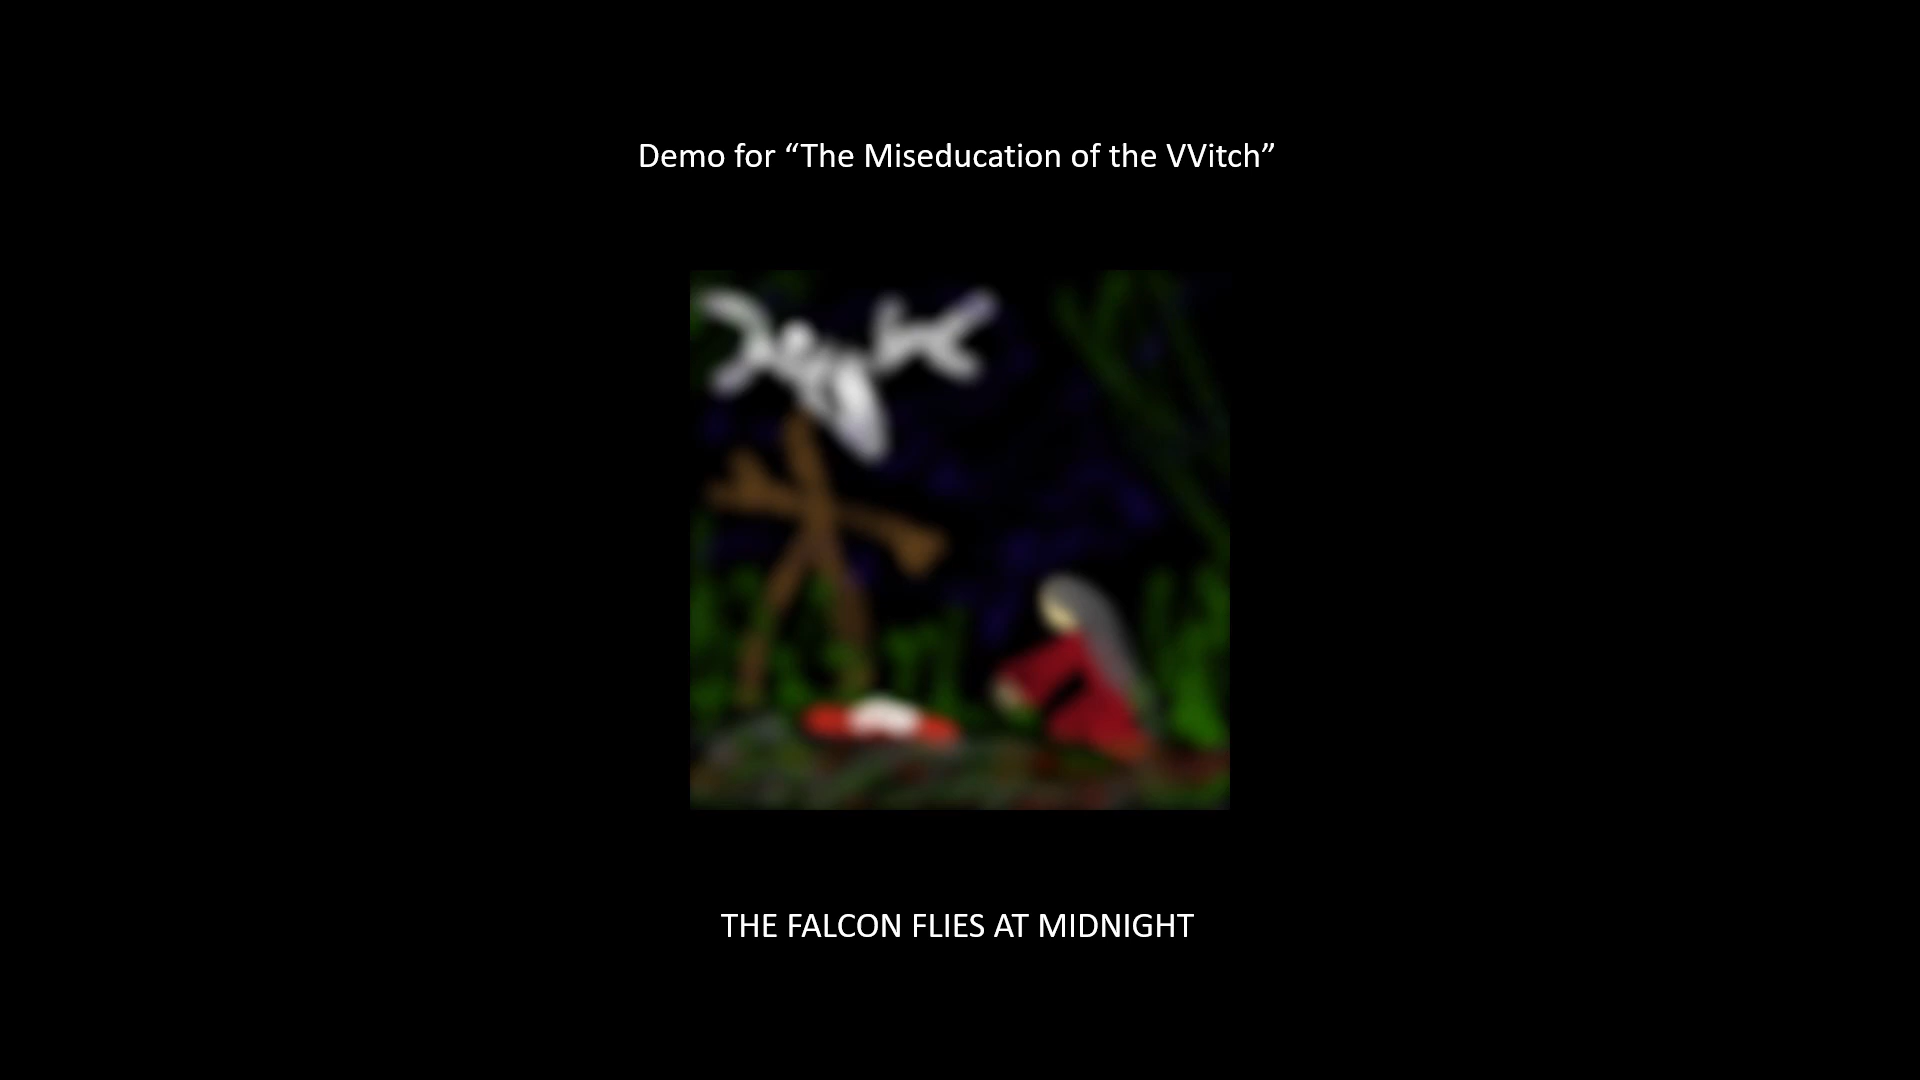 Demo for “The Miseducation of the VVitch”
THE FALCON FLIES AT MIDNIGHT